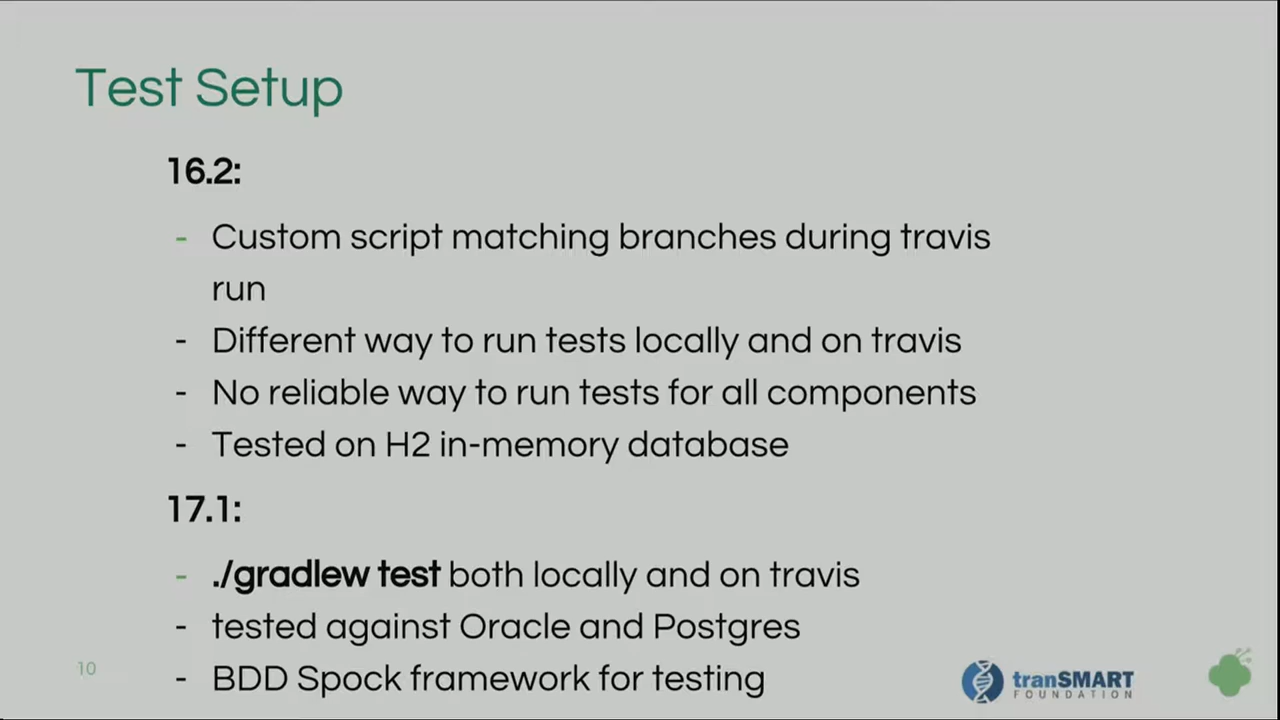 Test Setup
16.2:
- Custom script matching branches during travis
run
- Different way to run tests locally and on travis
- No reliable way to run tests for all components
- Tested on H2 in-memory database
17.1:
- ./gradlew test both locally and on travis
- tested against Oracle and Postgres
- BDD Spock framework for testing
10
tranSMART
FOUNDATION